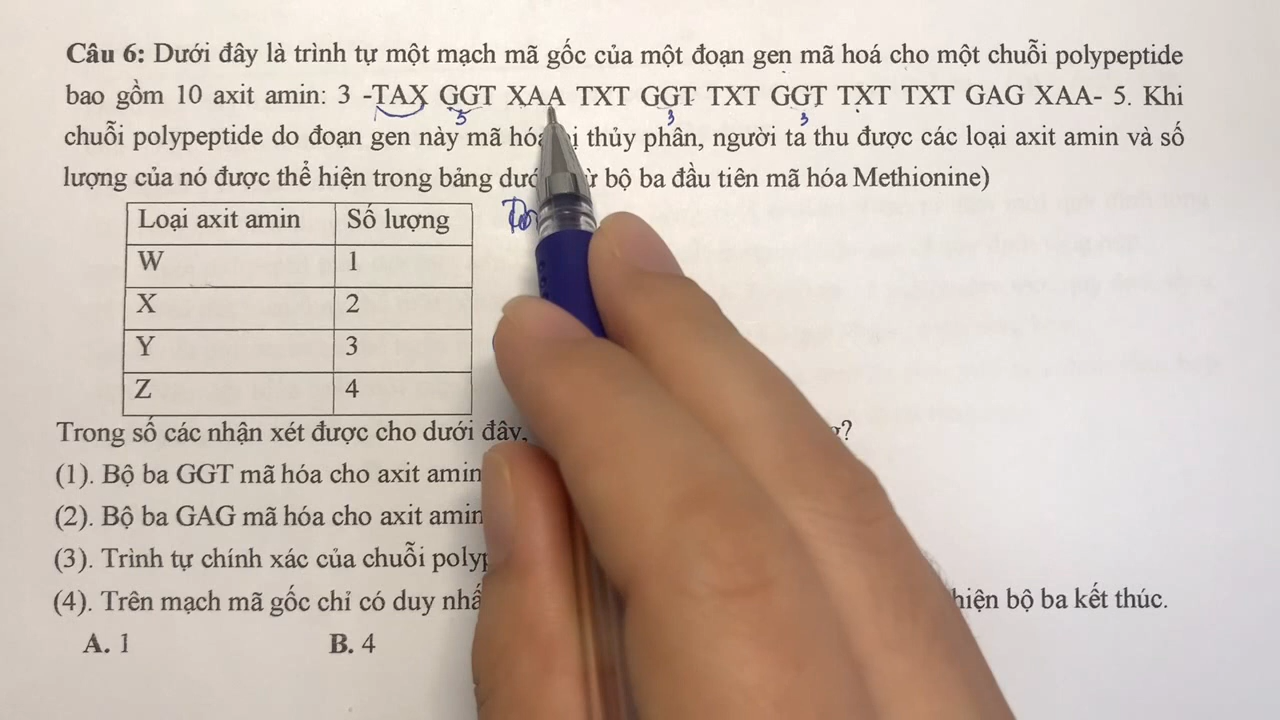 Câu 6: Dưới đây là trình tự một mạch mã gốc của một đoạn gen mã hoá cho một chuỗi polypeptide
bao gồm 10 axit amin: 3 -TAX GGT XAA TXT GGT TXT GGT TXT TXT GAG XAA- 5. Khi
3 3 3
chuỗi polypeptide do đoạn gen này mã hóa thủy phân, người ta thu được các loại axit amin và số
lượng của nó được thể hiện trong bảng bộ ba đầu tiên mã hóa Methionine)
Loại axit amin Số lượng
W 1
X 2
Y 3
Z 4
Trong số các nhận xét được cho dưới đây,
(1). Bộ ba GGT mã hóa cho axit amin
(2). Bộ ba GAG mã hóa cho axit amin
(3). Trình tự chính xác của chuỗi
(4). Trên mạch mã gốc chỉ có duy bộ ba kết thúc.
A. 1 B. 4